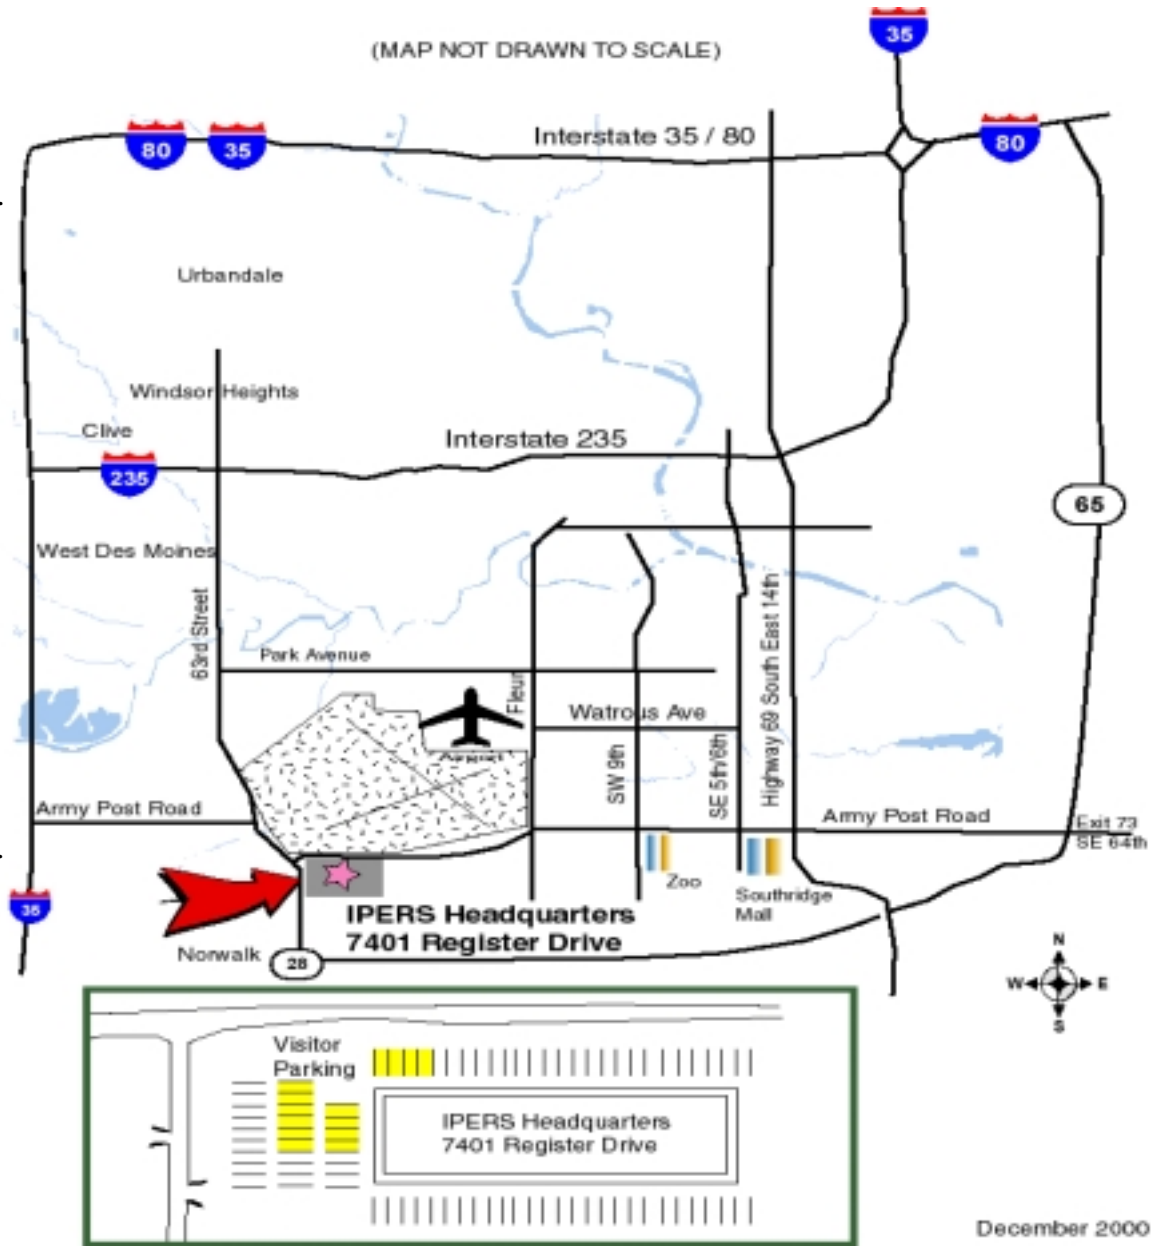 35
(MAP NOT DRAWN TO SCALE)
Interstate 35 / 80
80
35
80
Urbandale
Windsor Heights
Clive
Interstate 235
235
65
West Des Moines
63rd Street
Park Avenue
Fleur
Highway 69 South East 14th
Watrous Ave
Airport
SW 9th
SE 5th/6th
Army Post Road
Army Post Road
Exit 73
SE 64th
Zoo
Southridge
Mall
35
IPERS Headquarters
7401 Register Drive
Norwalk
28
N
W
E
S
Visitor
Parking
IPERS Headquarters
7401 Register Drive
December 2000